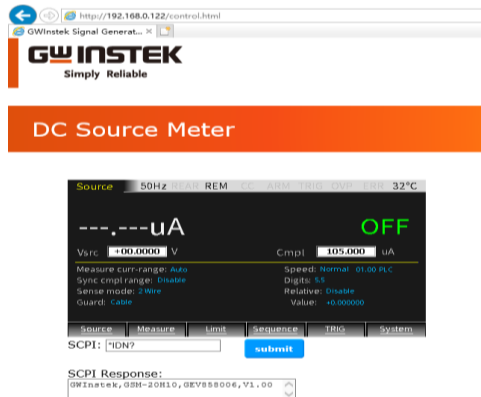 http://192.168.0.122/control.html
GWInstek Signal Generat...
GW INSTEK
Simply Reliable
DC Source Meter
Source 50Hz REAR REM CC ARM TRIG OVP ERR 32°C
---.---uA OFF
Vsrc +00.0000 V Cmpl 105.000 uA
Measure curr-range: Auto Speed: Normal 01.00 PLC
Sync cmpl range: Disable Digits: 5.5
Sense mode: 2 Wire Relative: Disable
Guard: Cable Value: +0.000000
Source Measure Limit Sequence TRIG System
SCPI: *IDN? submit
SCPI Response:
GWInstek,GSM-20H10,GEV858006,V1.00